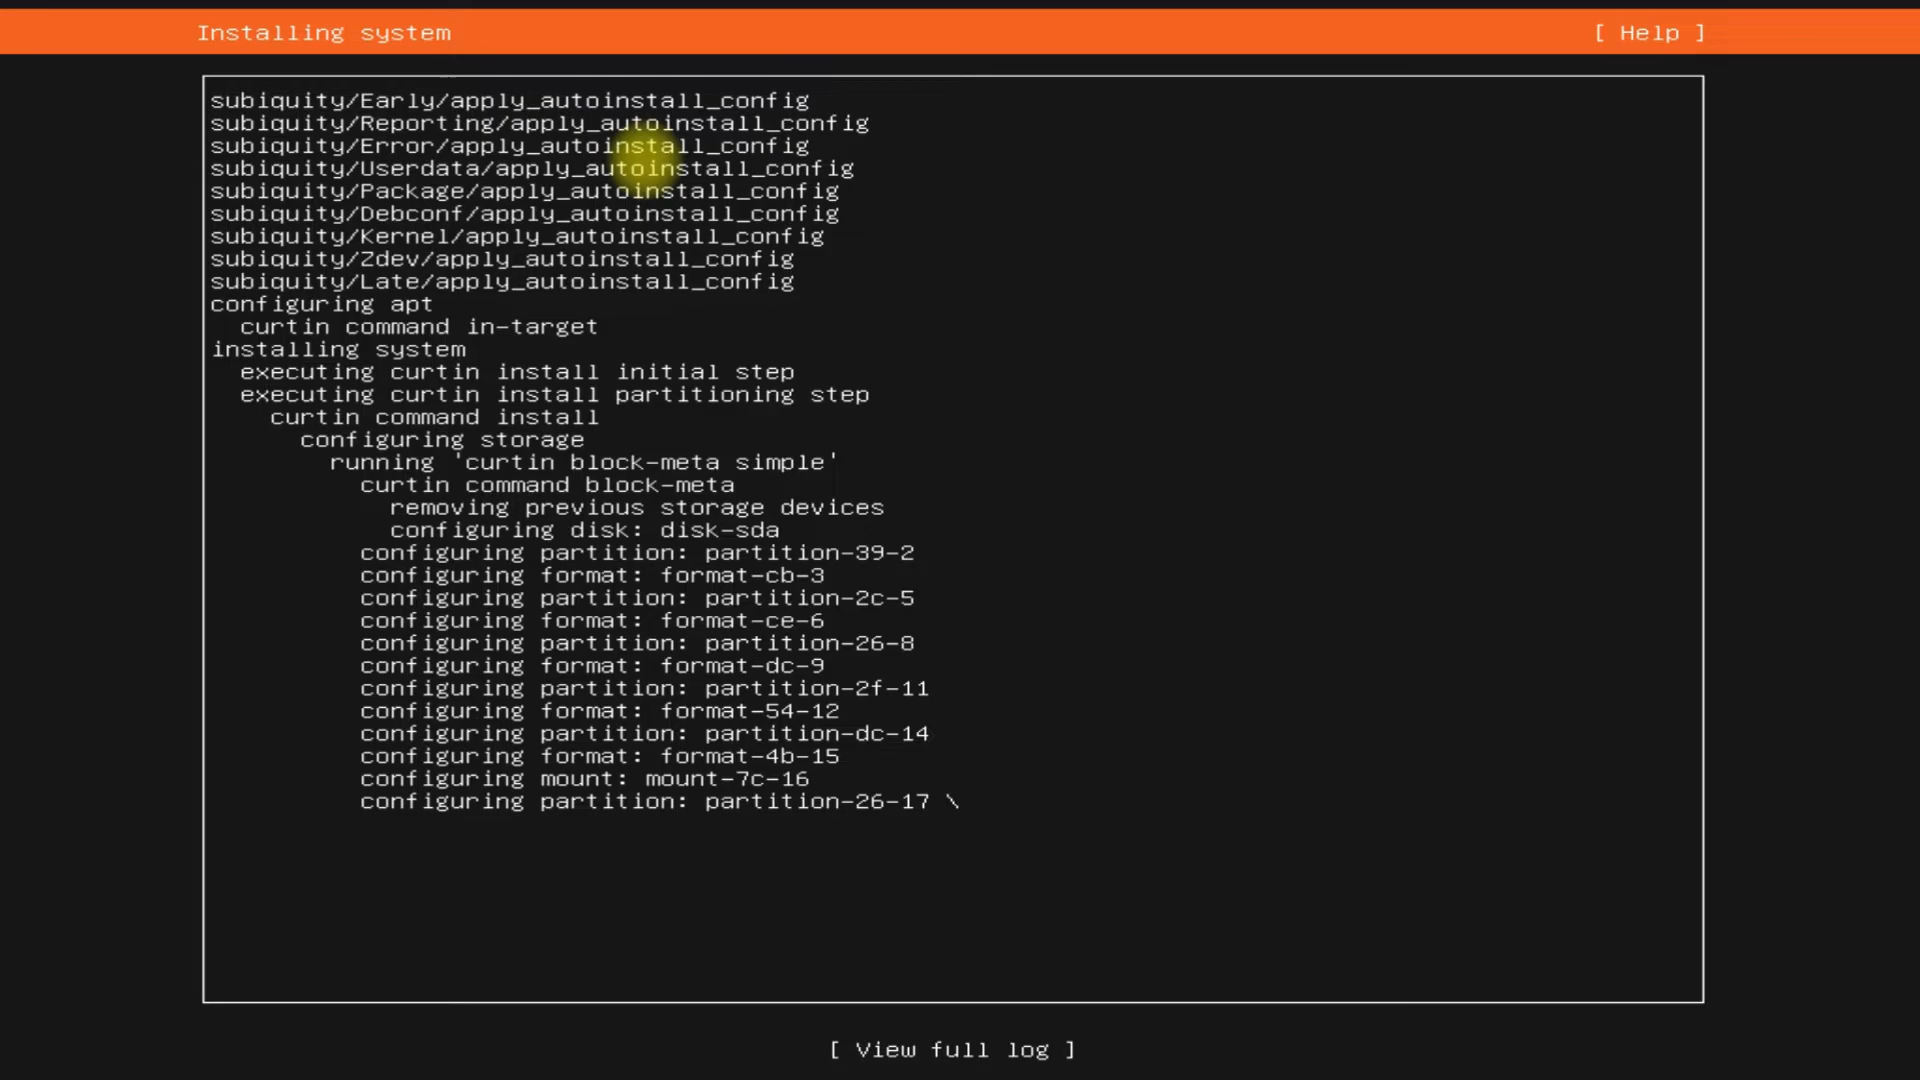 Installing system
[ Help ]
subiquity/Early/apply_autoinstall_config
subiquity/Reporting/apply_autoinstall_config
subiquity/Error/apply_autoinstall_config
subiquity/Userdata/apply_autoinstall_config
subiquity/Package/apply_autoinstall_config
subiquity/Debconf/apply_autoinstall_config
subiquity/Kernel/apply_autoinstall_config
subiquity/Zdev/apply_autoinstall_config
subiquity/Late/apply_autoinstall_config
configuring apt
curtin command in-target
installing system
executing curtin install initial step
executing curtin install partitioning step
curtin command install
configuring storage
running 'curtin block-meta simple'
curtin command block-meta
removing previous storage devices
configuring disk: disk-sda
configuring partition: partition-39-2
configuring format: format-cb-3
configuring partition: partition-2c-5
configuring format: format-ce-6
configuring partition: partition-26-8
configuring format: format-dc-9
configuring partition: partition-2f-11
configuring format: format-54-12
configuring partition: partition-dc-14
configuring format: format-4b-15
configuring mount: mount-7c-16
configuring partition: partition-26-17 \
[ View full log ]